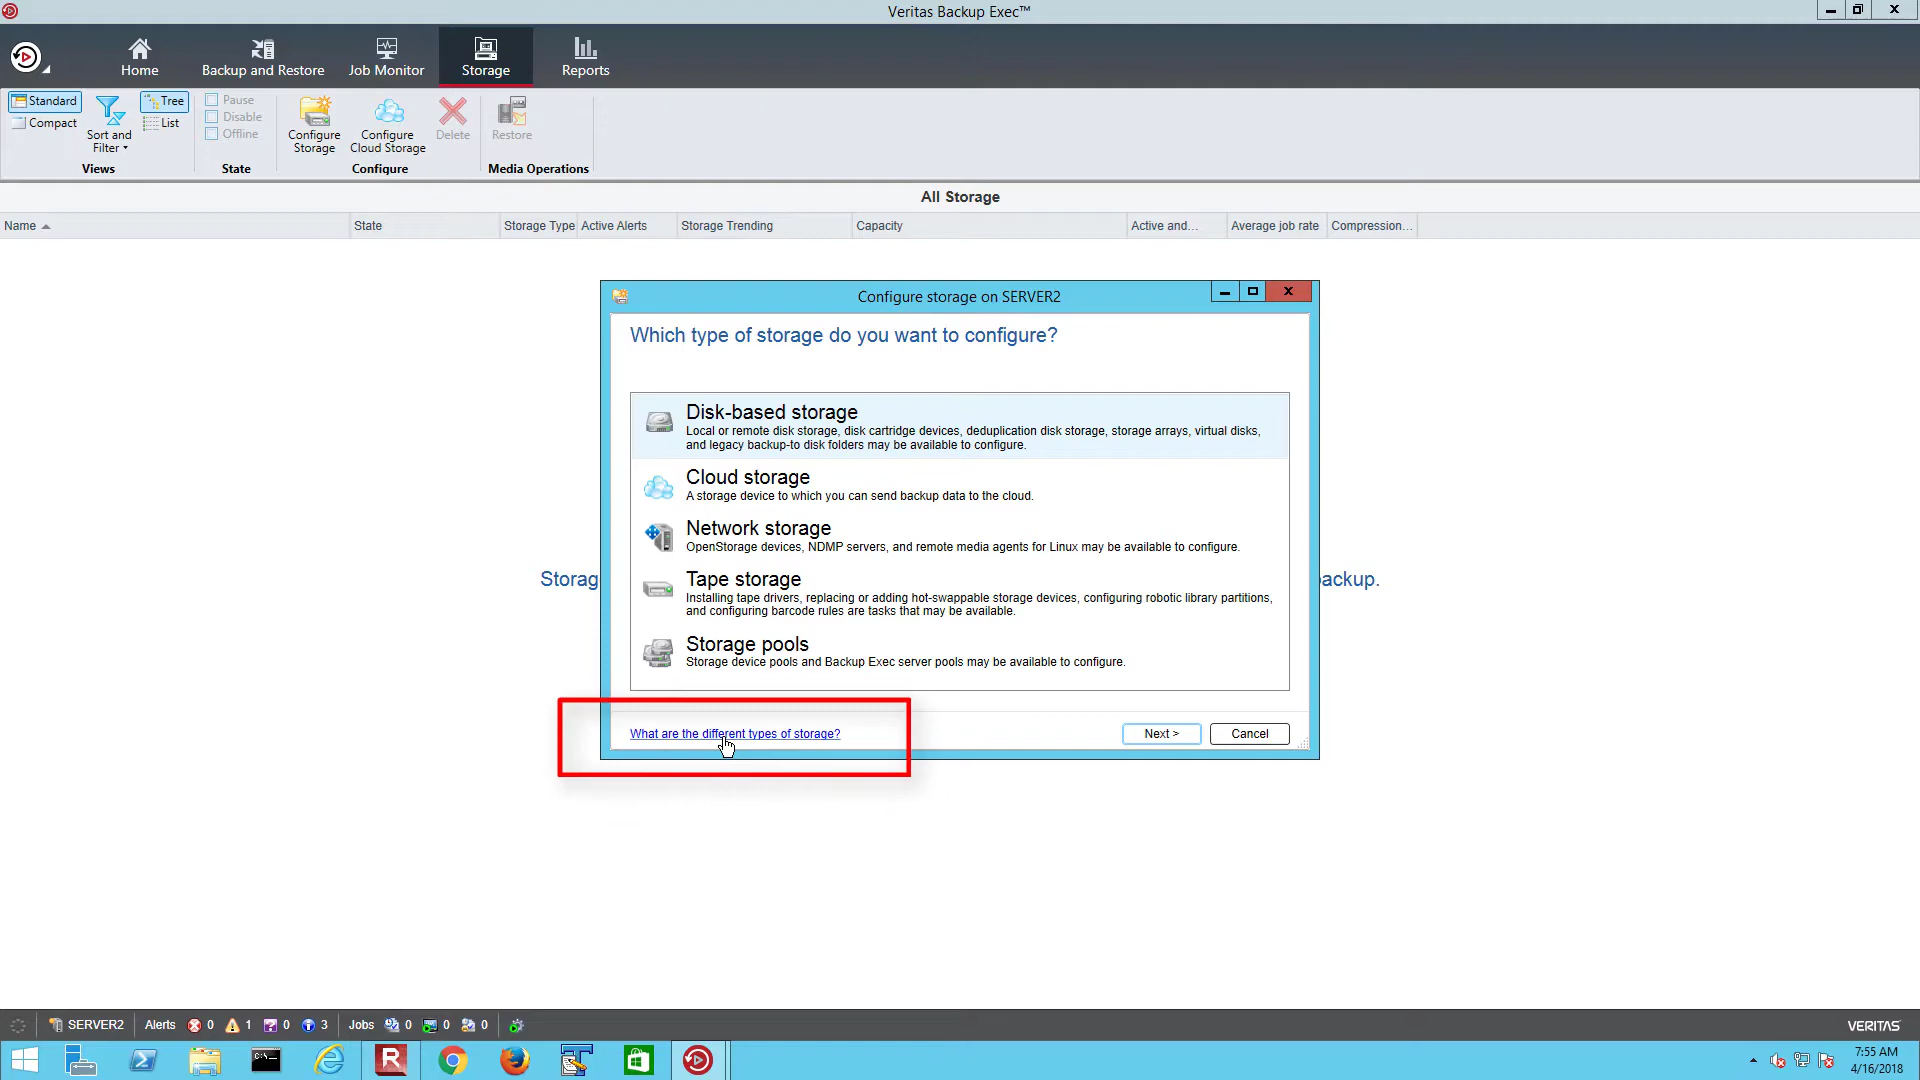 Veritas Backup Exec™
Home
Backup and Restore
Job Monitor
Storage
Reports
Standard
Compact
Sort and
Filter
Tree
List
Views
Pause
Disable
Offline
State
Configure
Storage
Configure
Cloud Storage
Delete
Configure
Restore
Media Operations
All Storage
Name
State
Storage Type
Active Alerts
Storage Trending
Capacity
Active and...
Average job rate
Compression...
Configure storage on SERVER2
Which type of storage do you want to configure?
Disk-based storage
Local or remote disk storage, disk cartridge devices, deduplication disk storage, storage arrays, virtual disks,
and legacy backup-to disk folders may be available to configure.
Cloud storage
A storage device to which you can send backup data to the cloud.
Network storage
OpenStorage devices, NDMP servers, and remote media agents for Linux may be available to configure.
Storag
ackup.
Tape storage
Installing tape drivers, replacing or adding hot-swappable storage devices, configuring robotic library partitions,
and configuring barcode rules are tasks that may be available.
Storage pools
Storage device pools and Backup Exec server pools may be available to configure.
What are the different types of storage?
Next >
Cancel
SERVER2 Alerts 0 1 0 3 Jobs 0 0 0
VERITAS
C:\_
R
7:55 AM
4/16/2018